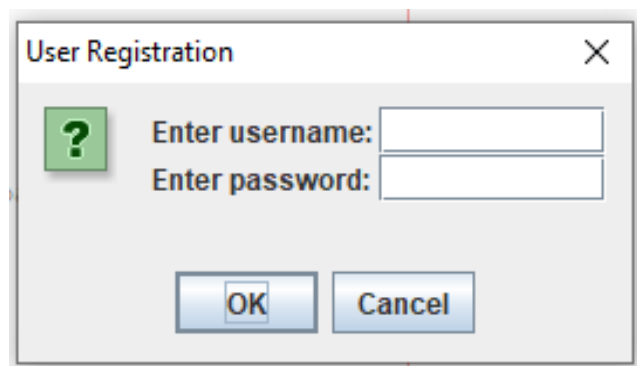 User Registration
?
Enter username:
Enter password:
OK Cancel